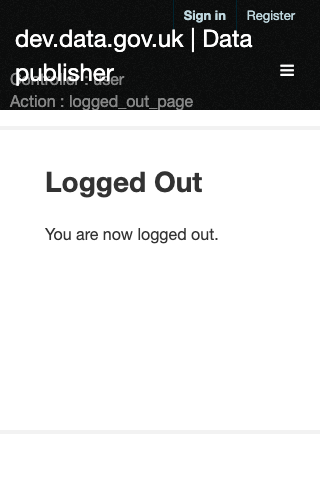 Sign in
Register
dev.data.gov.uk | Data
publisher
Controller : user
Action : logged_out_page
Logged Out
You are now logged out.